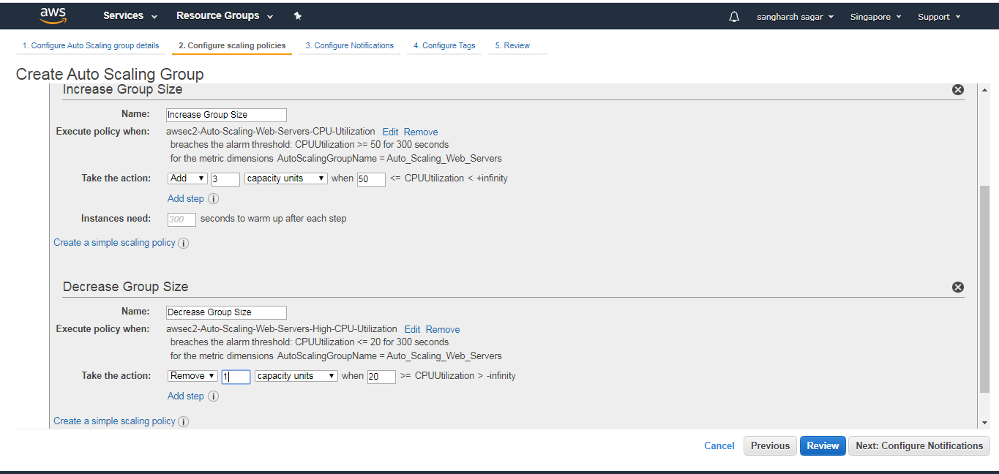 aws Services Resource Groups sangharsh sagar Singapore Support
1. Configure Auto Scaling group details 2. Configure scaling policies 3. Configure Notifications 4. Configure Tags 5. Review
Create Auto Scaling Group
Increase Group Size
Name: Increase Group Size
Execute policy when: awsec2-Auto-Scaling-Web-Servers-CPU-Utilization Edit Remove
breaches the alarm threshold: CPUUtilization >= 50 for 300 seconds
for the metric dimensions AutoScalingGroupName = Auto_Scaling_Web_Servers
Take the action: Add 3 capacity units when 50 <= CPUUtilization < +infinity
Add step i
Instances need: 300 seconds to warm up after each step
Create a simple scaling policy i
Decrease Group Size
Name: Decrease Group Size
Execute policy when: awsec2-Auto-Scaling-Web-Servers-High-CPU-Utilization Edit Remove
breaches the alarm threshold: CPUUtilization <= 20 for 300 seconds
for the metric dimensions AutoScalingGroupName = Auto_Scaling_Web_Servers
Take the action: Remove 1 capacity units when 20 >= CPUUtilization > -infinity
Add step i
Create a simple scaling policy i
Cancel Previous Review Next: Configure Notifications